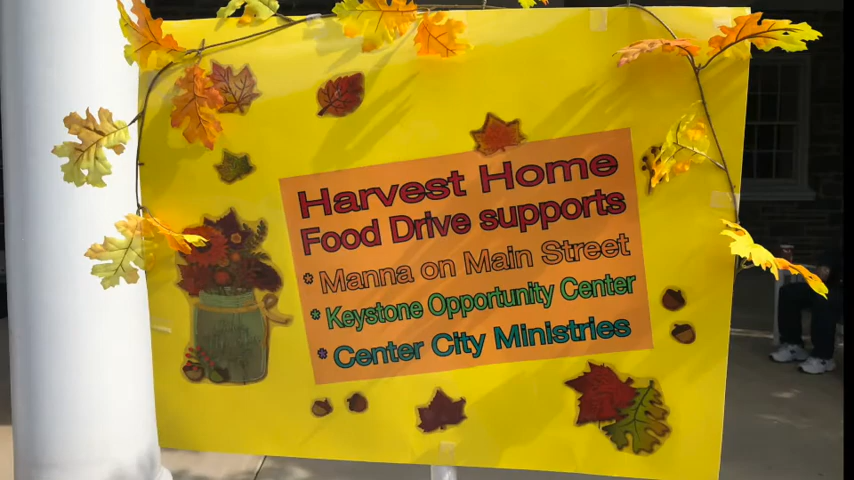 Harvest Home
Food Drive supports
* Manna on Main Street
* Keystone Opportunity Center
* Center City Ministries